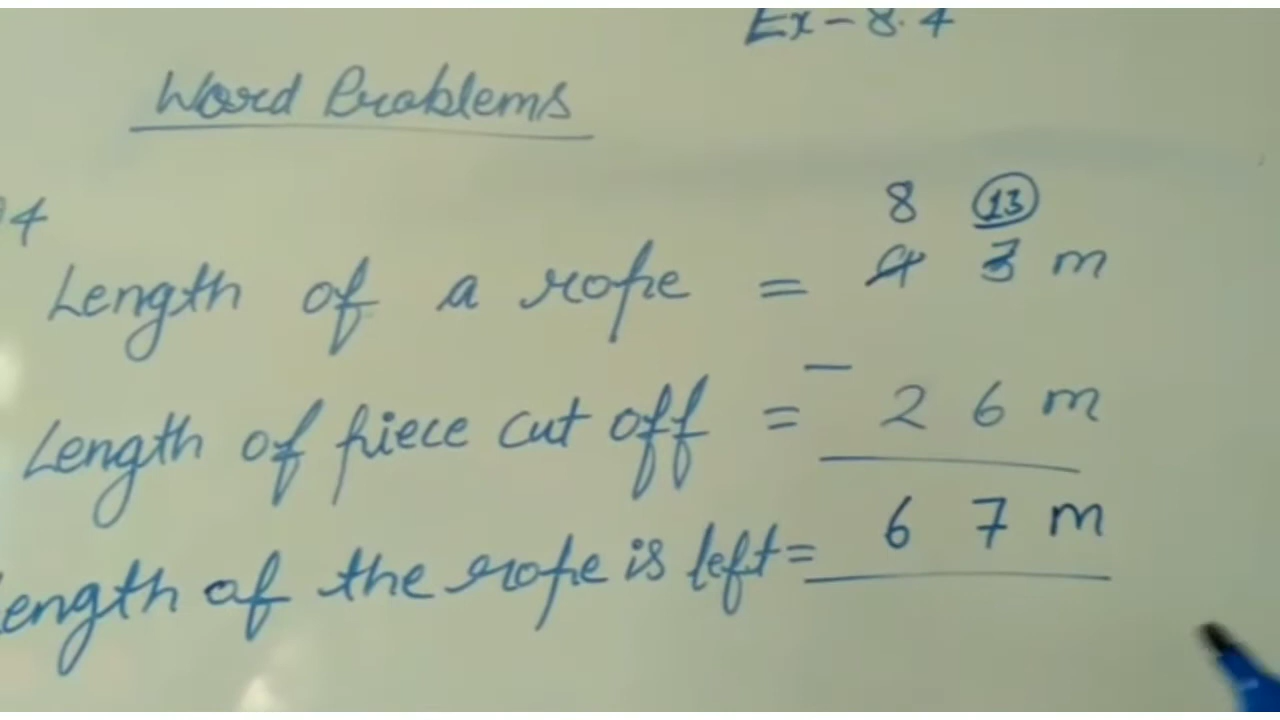 Ex - 8.4
Word Problems
4
8 13
Length of a rope = 9 3 m
Length of piece cut off = - 2 6 m
Length of the rope is left = 6 7 m